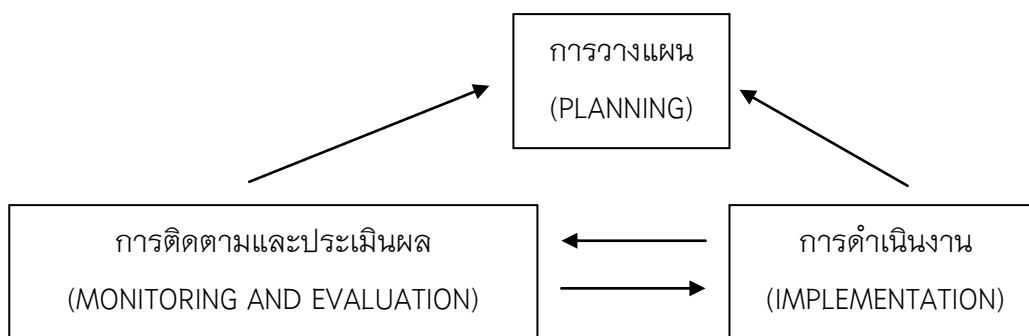 การวางแผน
(PLANNING)
การติดตามและประเมินผล
(MONITORING AND EVALUATION)
การดำเนินงาน
(IMPLEMENTATION)